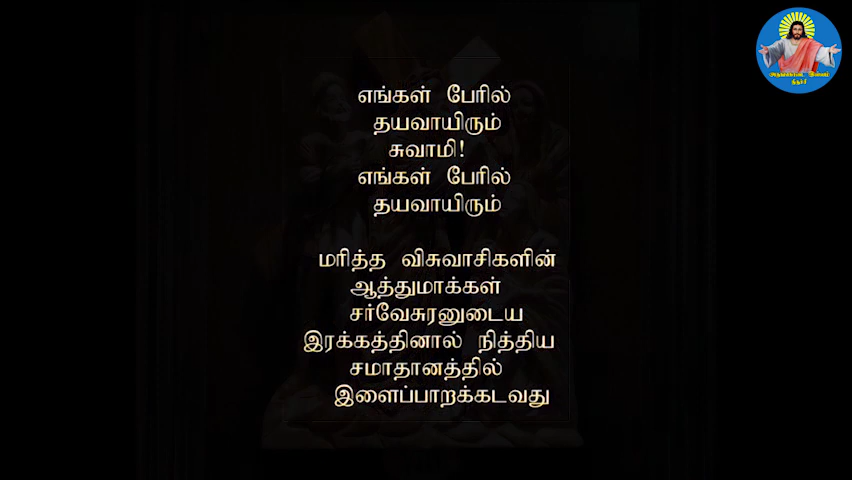 எங்கள் பேரில்
தயவாயிரும்
சுவாமி!
எங்கள் பேரில்
தயவாயிரும்
மரித்த விசுவாசிகளின்
ஆத்துமாக்கள்
சர்வேசுரனுடைய
இரக்கத்தினால் நித்திய
சமாதானத்தில்
இளைப்பாறக்கடவது